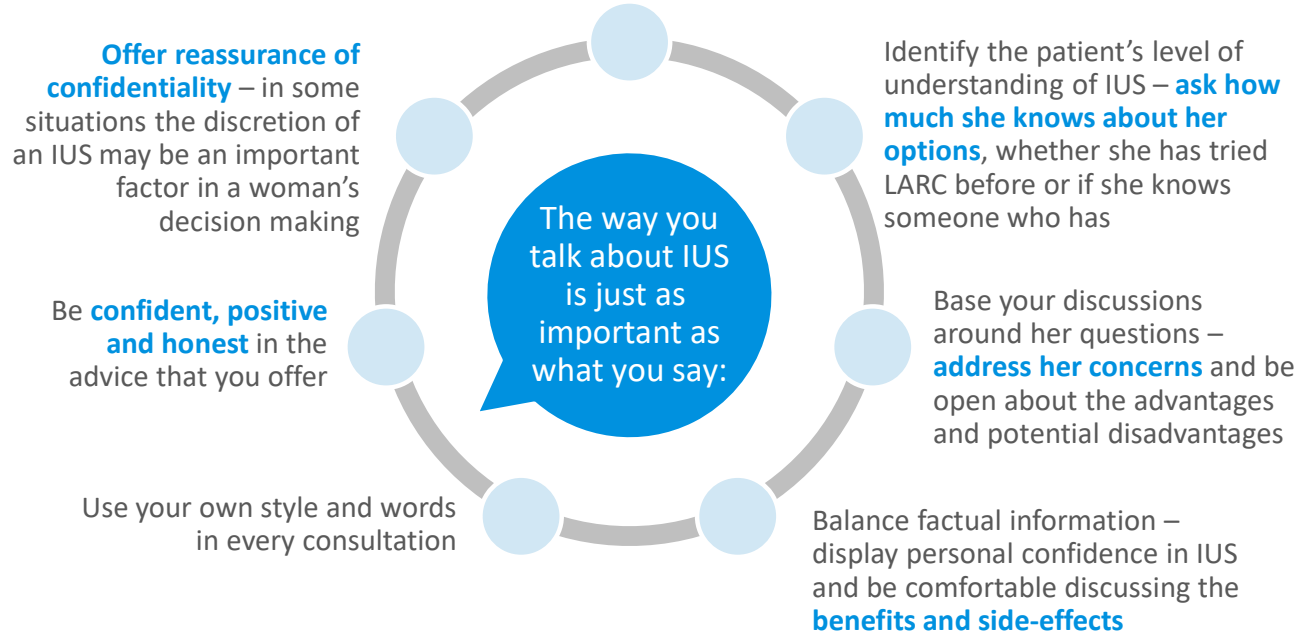 The way you
talk about IUS
is just as
important as
what you say:
Identify the patient’s level of
understanding of IUS – ask how
much she knows about her
options, whether she has tried
LARC before or if she knows
someone who has
Base your discussions
around her questions –
address her concerns and be
open about the advantages
and potential disadvantages
Balance factual information –
display personal confidence in IUS
and be comfortable discussing the
benefits and side-effects
Use your own style and words
in every consultation
Be confident, positive
and honest in the
advice that you offer
Offer reassurance of
confidentiality – in some
situations the discretion of
an IUS may be an important
factor in a woman’s
decision making